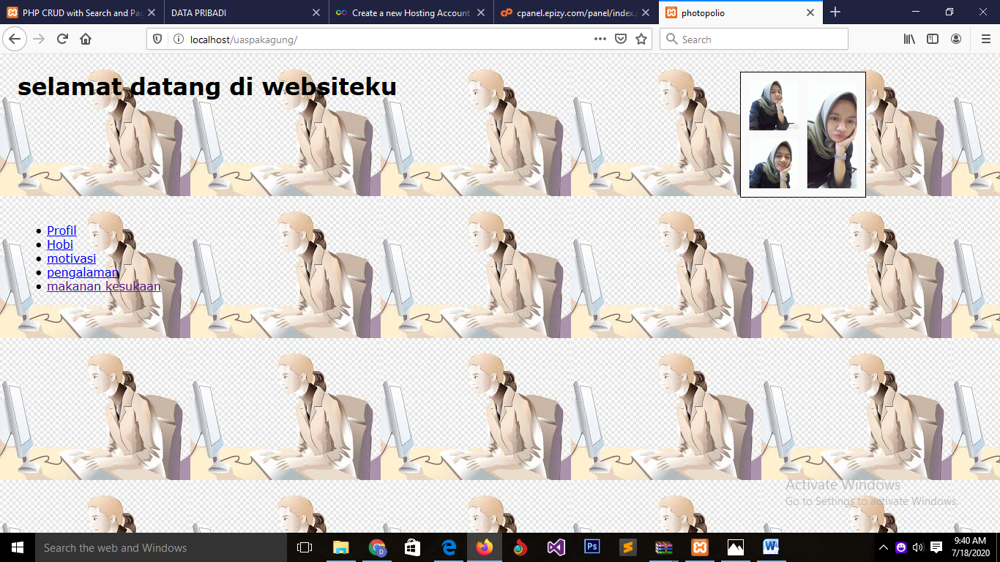 PHP CRUD with Search and Pag
DATA PRIBADI
Create a new Hosting Account
cpanel.epizy.com/panel/index.p
photopolio
localhost/uaspakagung/
Search
selamat datang di websiteku
Profil
Hobi
motivasi
pengalaman
makanan kesukaan
Activate Windows
Go to Settings to activate Windows.
Search the web and Windows
9:40 AM
7/18/2020